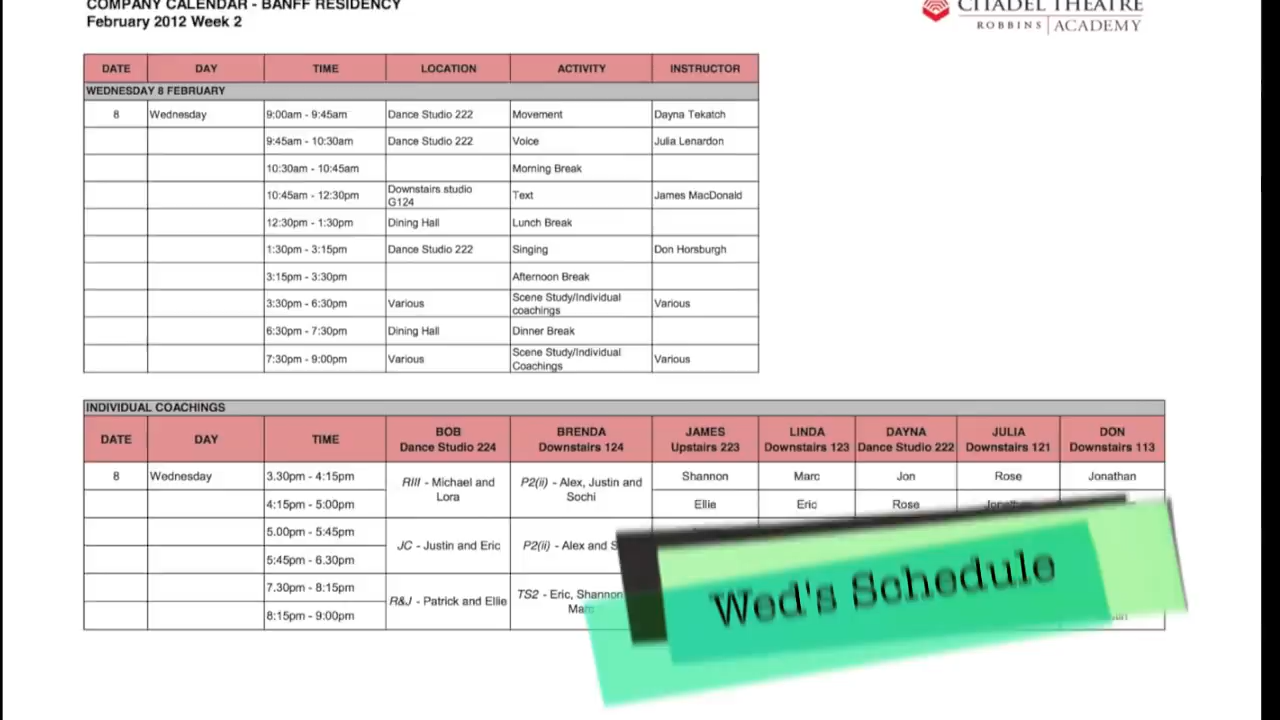 COMPANY CALENDAR - BANFF RESIDENCY
February 2012 Week 2
CITADEL THEATRE
ROBBINS ACADEMY
DATE DAY TIME LOCATION ACTIVITY INSTRUCTOR
WEDNESDAY 8 FEBRUARY
8 Wednesday 9:00am - 9:45am Dance Studio 222 Movement Dayna Tekatch
9:45am - 10:30am Dance Studio 222 Voice Julia Lenardon
10:30am - 10:45am Morning Break
10:45am - 12:30pm Downstairs studio G124 Text James MacDonald
12:30pm - 1:30pm Dining Hall Lunch Break
1:30pm - 3:15pm Dance Studio 222 Singing Don Horsburgh
3:15pm - 3:30pm Afternoon Break
3:30pm - 6:30pm Various Scene Study/Individual coachings Various
6:30pm - 7:30pm Dining Hall Dinner Break
7:30pm - 9:00pm Various Scene Study/Individual Coachings Various
INDIVIDUAL COACHINGS
DATE DAY TIME BOB Dance Studio 224 BRENDA Downstairs 124 JAMES Upstairs 223 LINDA Downstairs 123 DAYNA Dance Studio 222 JULIA Downstairs 121 DON Downstairs 113
8 Wednesday 3.30pm - 4:15pm RIII - Michael and Lora P2(ii) - Alex, Justin and Sochi Shannon Marc Jon Rose Jonathan
4:15pm - 5:00pm Ellie Eric Rose
5.00pm - 5:45pm JC - Justin and Eric P2(ii) - Alex and
5:45pm - 6.30pm
7.30pm - 8:15pm R&J - Patrick and Ellie TS2 - Eric, Shannon
8:15pm - 9:00pm
Wed's Schedule